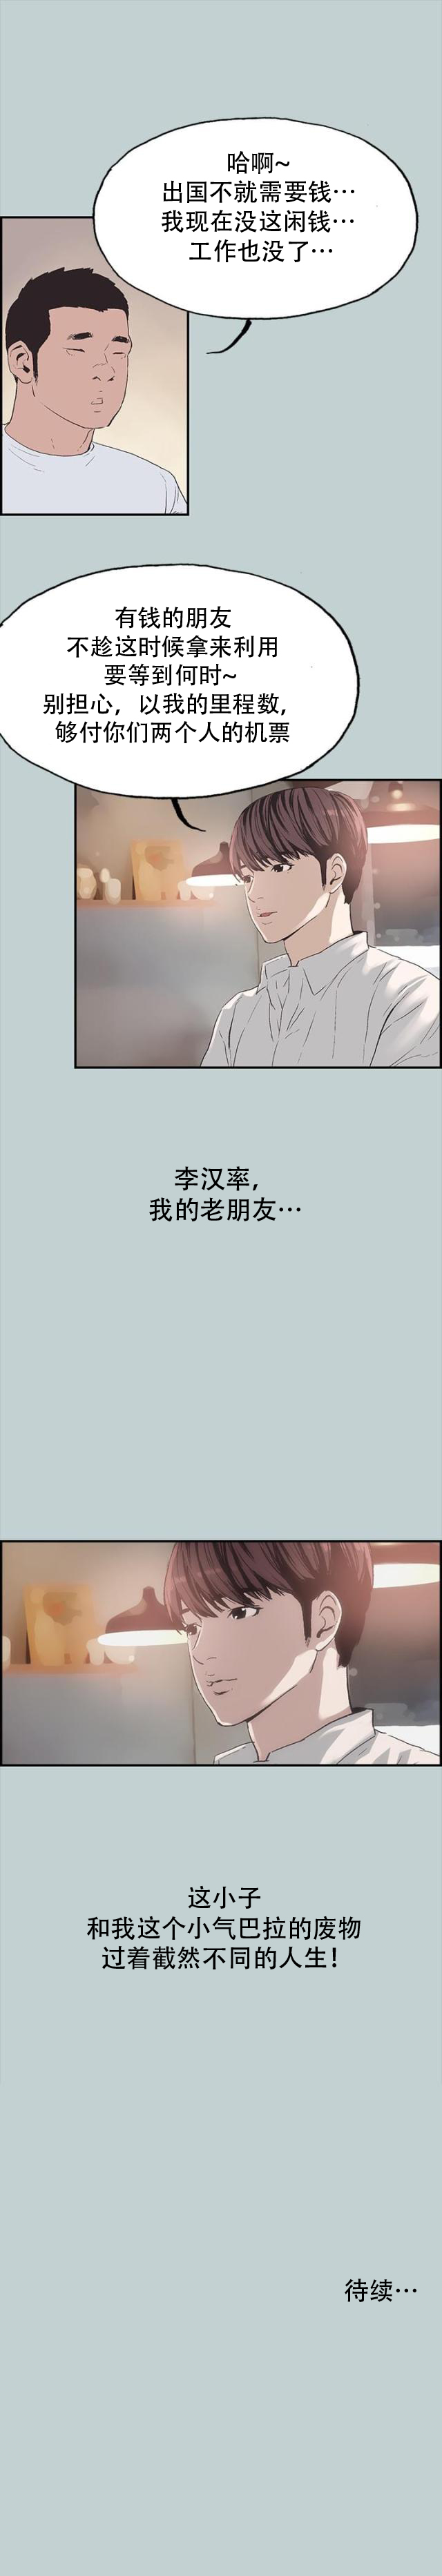 哈啊~
出国不就需要钱…
我现在没这闲钱…
工作也没了…
有钱的朋友
不趁这时候拿来利用
要等到何时~
别担心，以我的里程数，
够付你们两个人的机票
李汉率，
我的老朋友…
这小子
和我这个小气巴拉的废物
过着截然不同的人生！
待续…